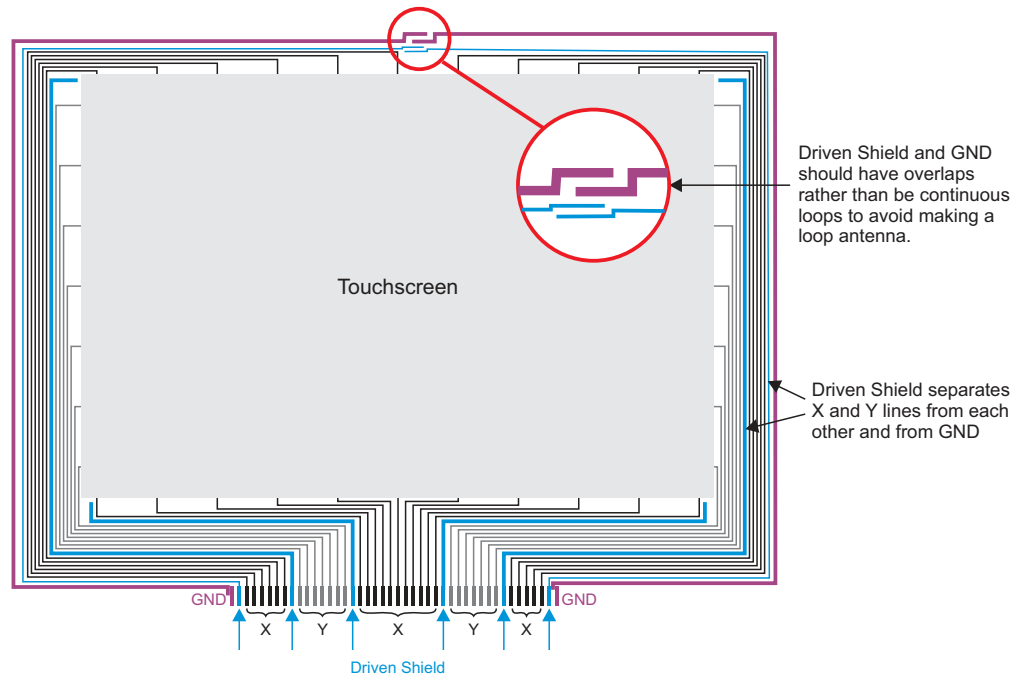 Driven Shield and GND
should have overlaps
rather than be continuous
loops to avoid making a
loop antenna.
Touchscreen
Driven Shield separates
X and Y lines from each
other and from GND
GND
GND
X
Y
X
Y
X
Driven Shield